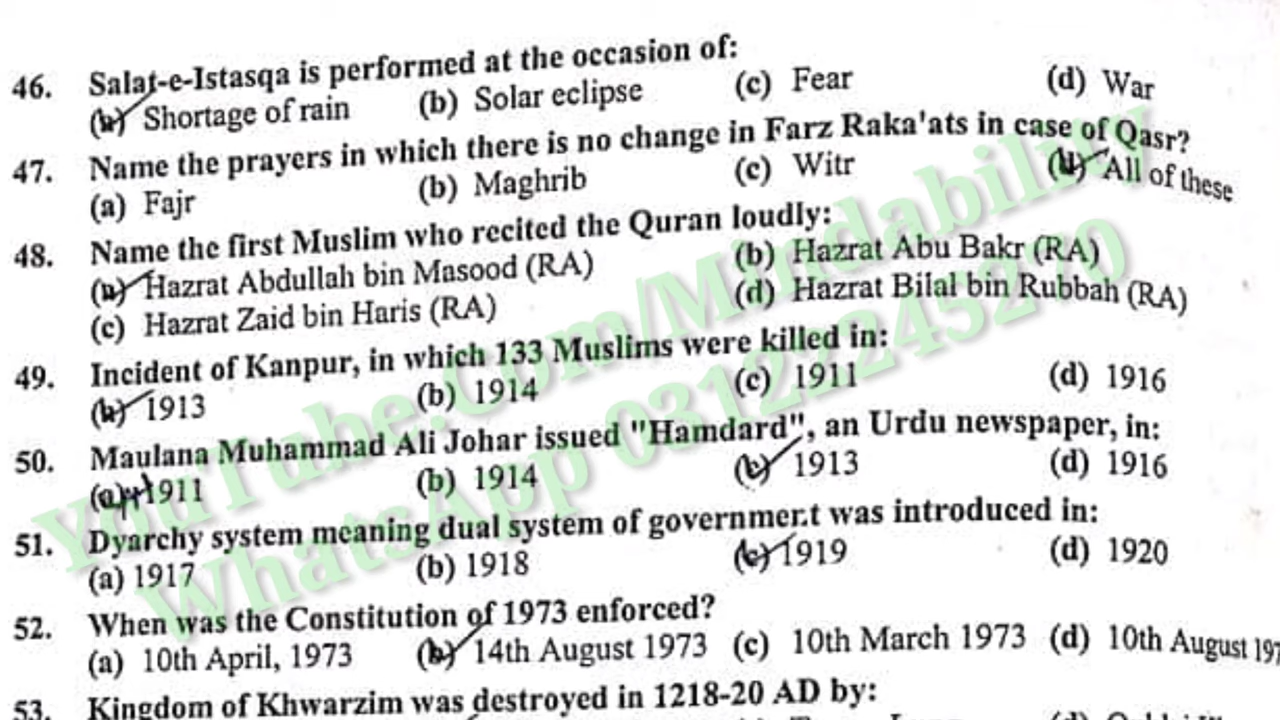 46. Salat-e-Istasqa is performed at the occasion of:
(a) Shortage of rain (b) Solar eclipse (c) Fear (d) War
47. Name the prayers in which there is no change in Farz Raka'ats in case of Qasr?
(a) Fajr (b) Maghrib (c) Witr (d) All of these
48. Name the first Muslim who recited the Quran loudly:
(a) Hazrat Abdullah bin Masood (RA) (b) Hazrat Abu Bakr (RA)
(c) Hazrat Zaid bin Haris (RA) (d) Hazrat Bilal bin Rubbah (RA)
49. Incident of Kanpur, in which 133 Muslims were killed in:
(a) 1913 (b) 1914 (c) 1911 (d) 1916
50. Maulana Muhammad Ali Johar issued "Hamdard", an Urdu newspaper, in:
(a) 1911 (b) 1914 (c) 1913 (d) 1916
51. Dyarchy system meaning dual system of government was introduced in:
(a) 1917 (b) 1918 (c) 1919 (d) 1920
52. When was the Constitution of 1973 enforced?
(a) 10th April, 1973 (b) 14th August 1973 (c) 10th March 1973 (d) 10th August 197
53. Kingdom of Khwarzim was destroyed in 1218-20 AD by:
YouTube.Com/Mindability
WhatsApp 03122245210